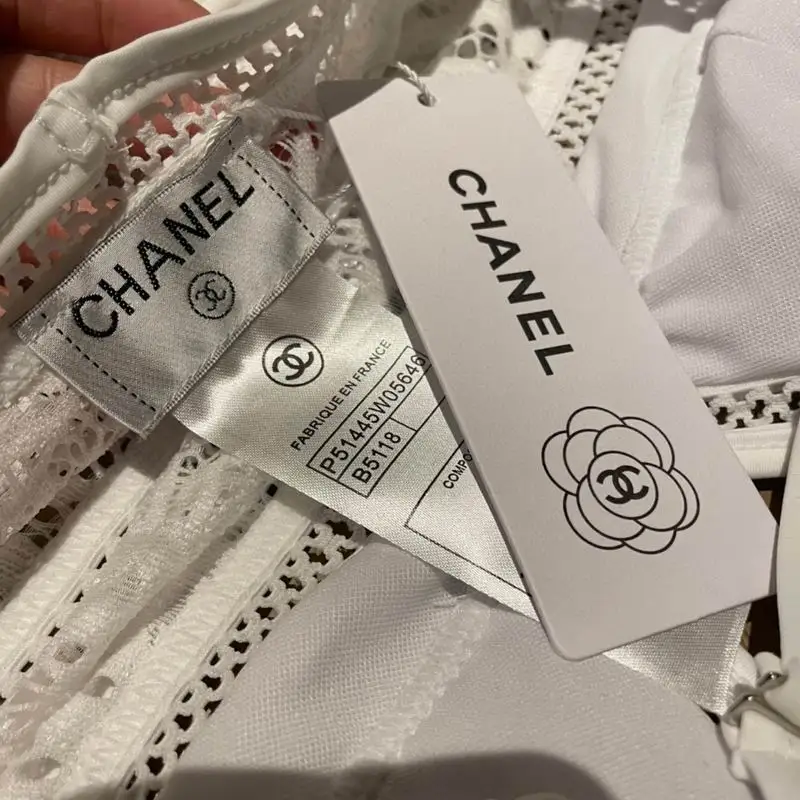 CHANEL
FABRIQUE EN FRANCE
P51445W05646
B5118
COMPO
CHANEL